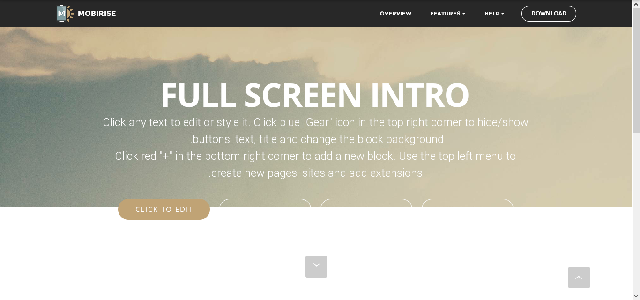 MOBIRISE
OVERVIEW
FEATURES
HELP
DOWNLOAD
FULL SCREEN INTRO
Click any text to edit or style it. Click blue "Gear" icon in the top right corner to hide/show
buttons, text, title and change the block background.
Click red "+" in the bottom right corner to add a new block. Use the top left menu to
create new pages, sites and add extensions.
CLICK TO EDIT